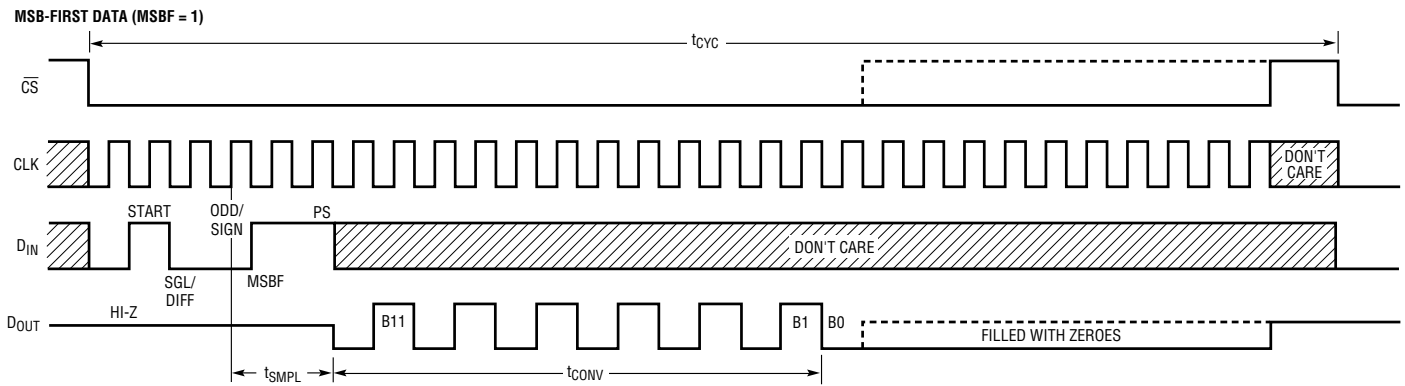 MSB-FIRST DATA (MSBF = 1)
tCYC
CS
CLK
DON'T
CARE
START
ODD/
SIGN
PS
DIN
DON'T CARE
SGL/
DIFF
MSBF
HI-Z
DOUT
B11
B1
B0
FILLED WITH ZEROES
tSMPL
tCONV